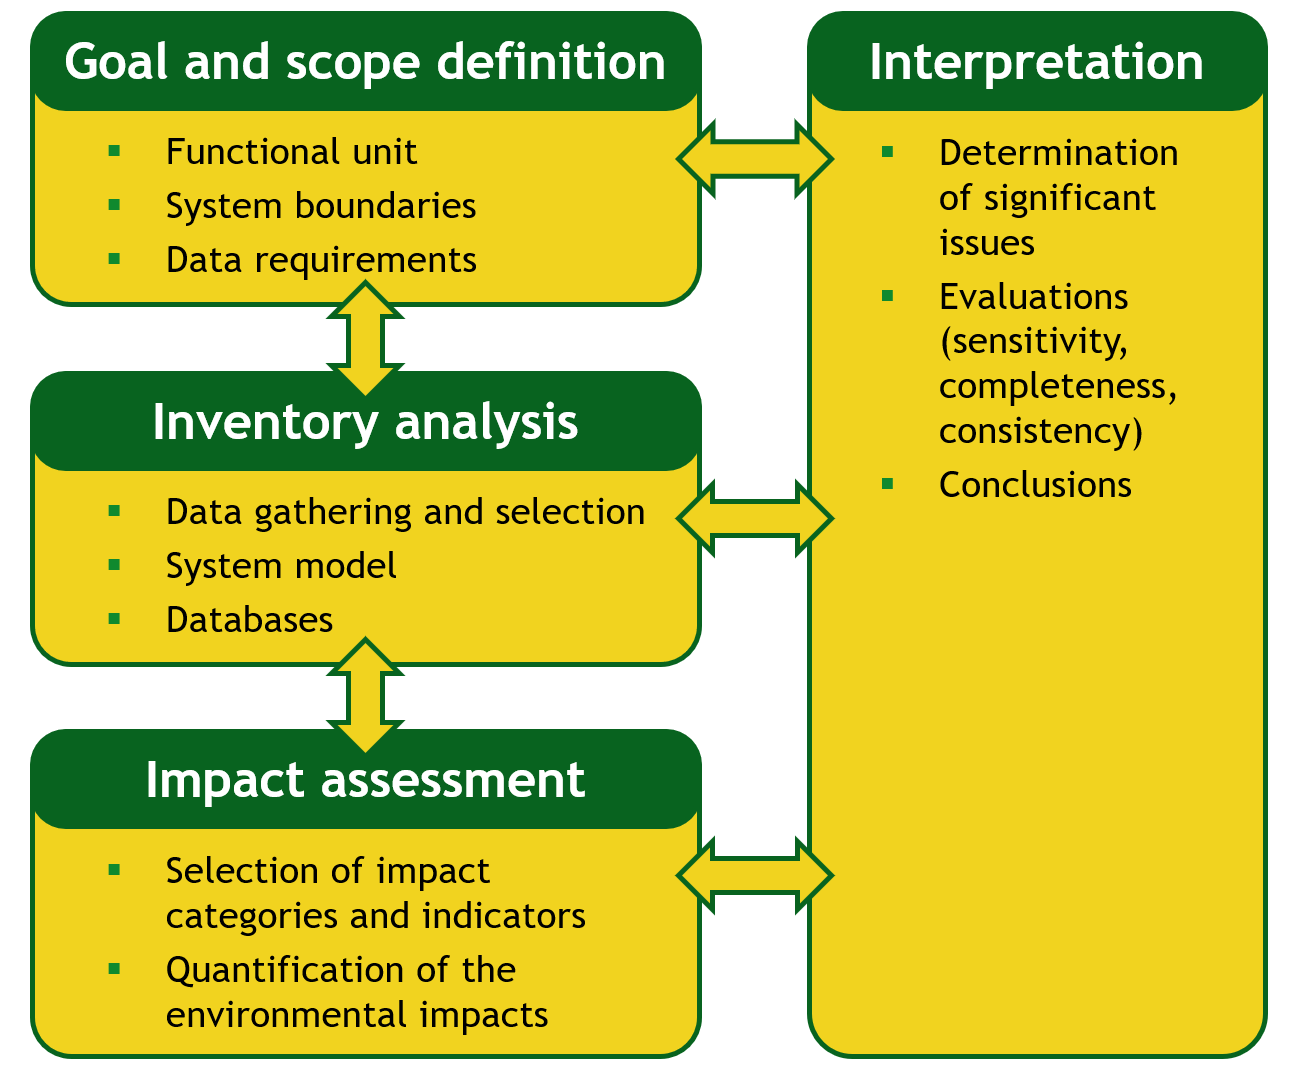 Goal and scope definition
Functional unit
System boundaries
Data requirements
Inventory analysis
Data gathering and selection
System model
Databases
Impact assessment
Selection of impact
categories and indicators
Quantification of the
environmental impacts
Interpretation
Determination
of significant
issues
Evaluations
(sensitivity,
completeness,
consistency)
Conclusions